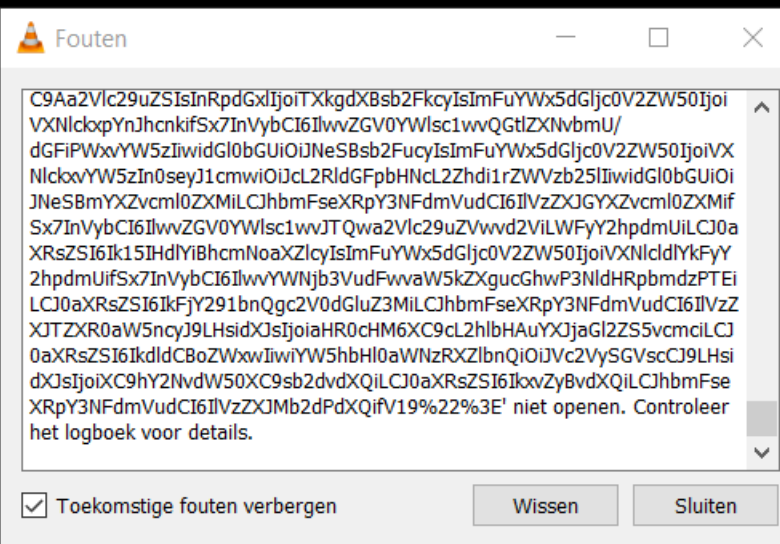 Fouten
C9Aa2Vlc29uZSIsInRpdGxlIjoiTXkgdXBsb2FkcyIsImFuYWx5dGljc0V2ZW50Ijoi
VXNlckxpYnJhcnkifSx7InVybCI6IlwvZGV0YWlsc1wvQGtlZXNvbmU/
dGFiPWxvYW5zIiwidGl0bGUiOiJNeSBsb2FucyIsImFuYWx5dGljc0V2ZW50IjoiVX
NlckxvYW5zIn0seyJ1cmwiOiJcL2RldGFpbHNcL2Zhdi1rZWVzb25lIiwidGl0bGUiOi
JNeSBmYXZvcml0ZXMiLCJhbmFseXRpY3NFdmVudCI6IlVzZXJGYXZvcml0ZXMif
Sx7InVybCI6IlwvZGV0YWlsc1wvJTQwa2Vlc29uZVwvd2ViLWFyY2hpdmUiLCJ0a
XRsZSI6Ik15IHdlYiBhcmNoaXZlcyIsImFuYWx5dGljc0V2ZW50IjoiVXNlcldlYkFyY
2hpdmUifSx7InVybCI6IlwvYWNjb3VudFwvaW5kZXgucGhwP3NldHRpbmdzPTEi
LCJ0aXRsZSI6IkFjY291bnQgc2V0dGluZ3MiLCJhbmFseXRpY3NFdmVudCI6IlVzZ
XJTZXR0aW5ncyJ9LHsidXJsIjoiaHR0cHM6XC9cL2hlbHAuYXJjaGl2ZS5vcmciLCJ
0aXRsZSI6IkdldCBoZWxwIiwiYW5hbHl0aWNzRXZlbnQiOiJVc2VySGVscCJ9LHsi
dXJsIjoiXC9hY2NvdW50XC9sb2dvdXQiLCJ0aXRsZSI6IkxvZyBvdXQiLCJhbmFse
XRpY3NFdmVudCI6IlVzZXJMb2dPdXQifV19%22%3E' niet openen. Controleer
het logboek voor details.
Toekomstige fouten verbergen
Wissen
Sluiten